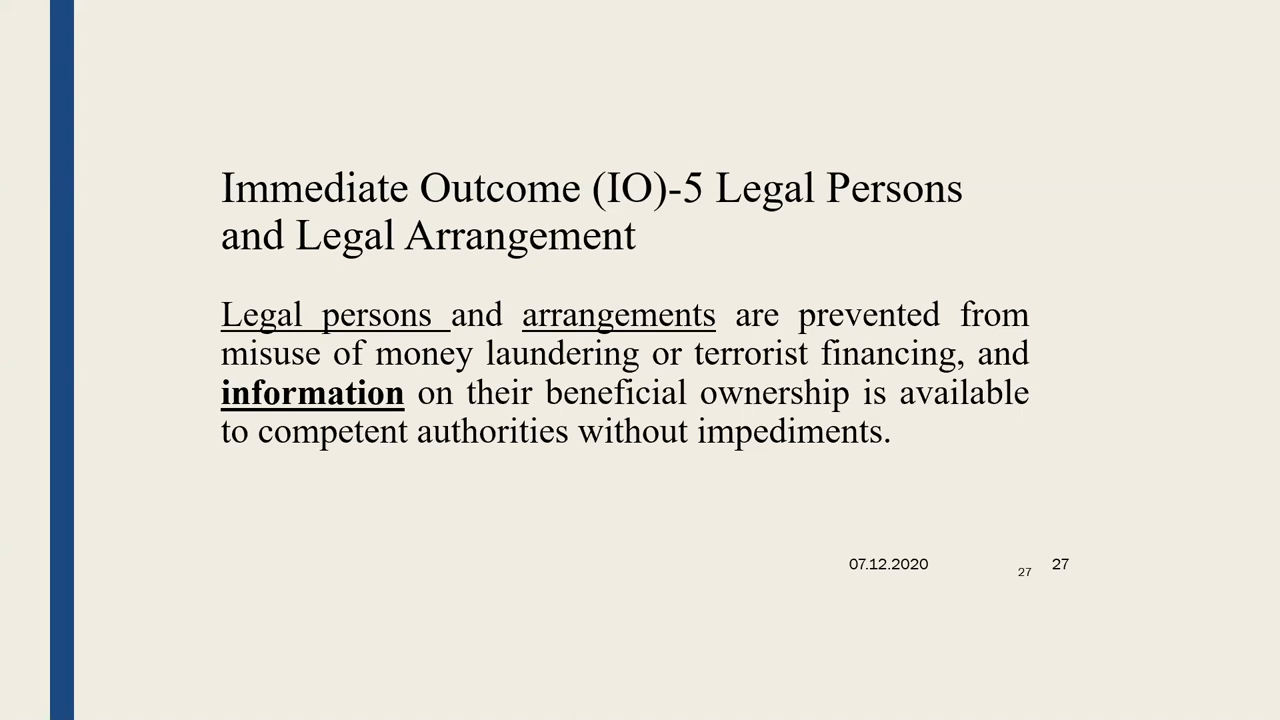 Immediate Outcome (IO)-5 Legal Persons
and Legal Arrangement
Legal persons and arrangements are prevented from
misuse of money laundering or terrorist financing, and
information on their beneficial ownership is available
to competent authorities without impediments.
07.12.2020
27
27